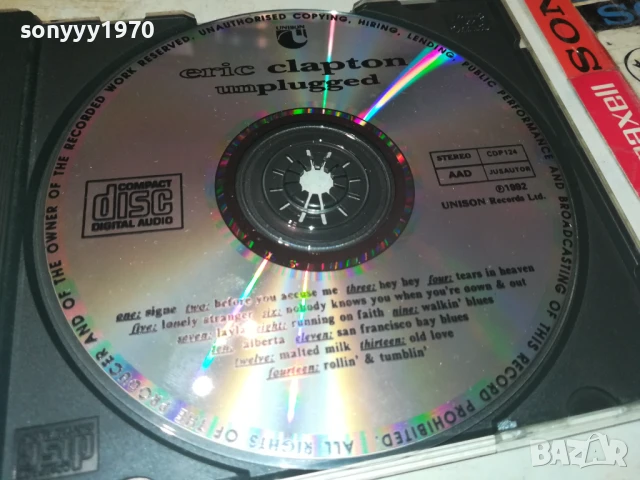 sonyyy1970
UNAUTHORISED COPYING, HIRING, LENDING, PUBLIC PERFORMANCE AND BROADCASTING OF THIS RECORD PROHIBITED. ALL RIGHTS OF THE PRODUCER AND OF THE OWNER OF THE RECORDED WORK RESERVED.
eric clapton
unplugged
COMPACT
disc
DIGITAL AUDIO
STEREO CDP124
AAD JUSAUTOR
℗1992
UNISON Records Ltd.
one: signe two: before you accuse me three: hey hey four: tears in heaven
five: lonely stranger six: nobody knows you when you're oown & out
seven: layla eight: running on faith nine: walkin' blues
ten: alberta eleven: san francisco bay blues
twelve: malted milk thirteen: old love
fourteen: rollin' & tumblin'
SON
maxell
BAZAR
bg